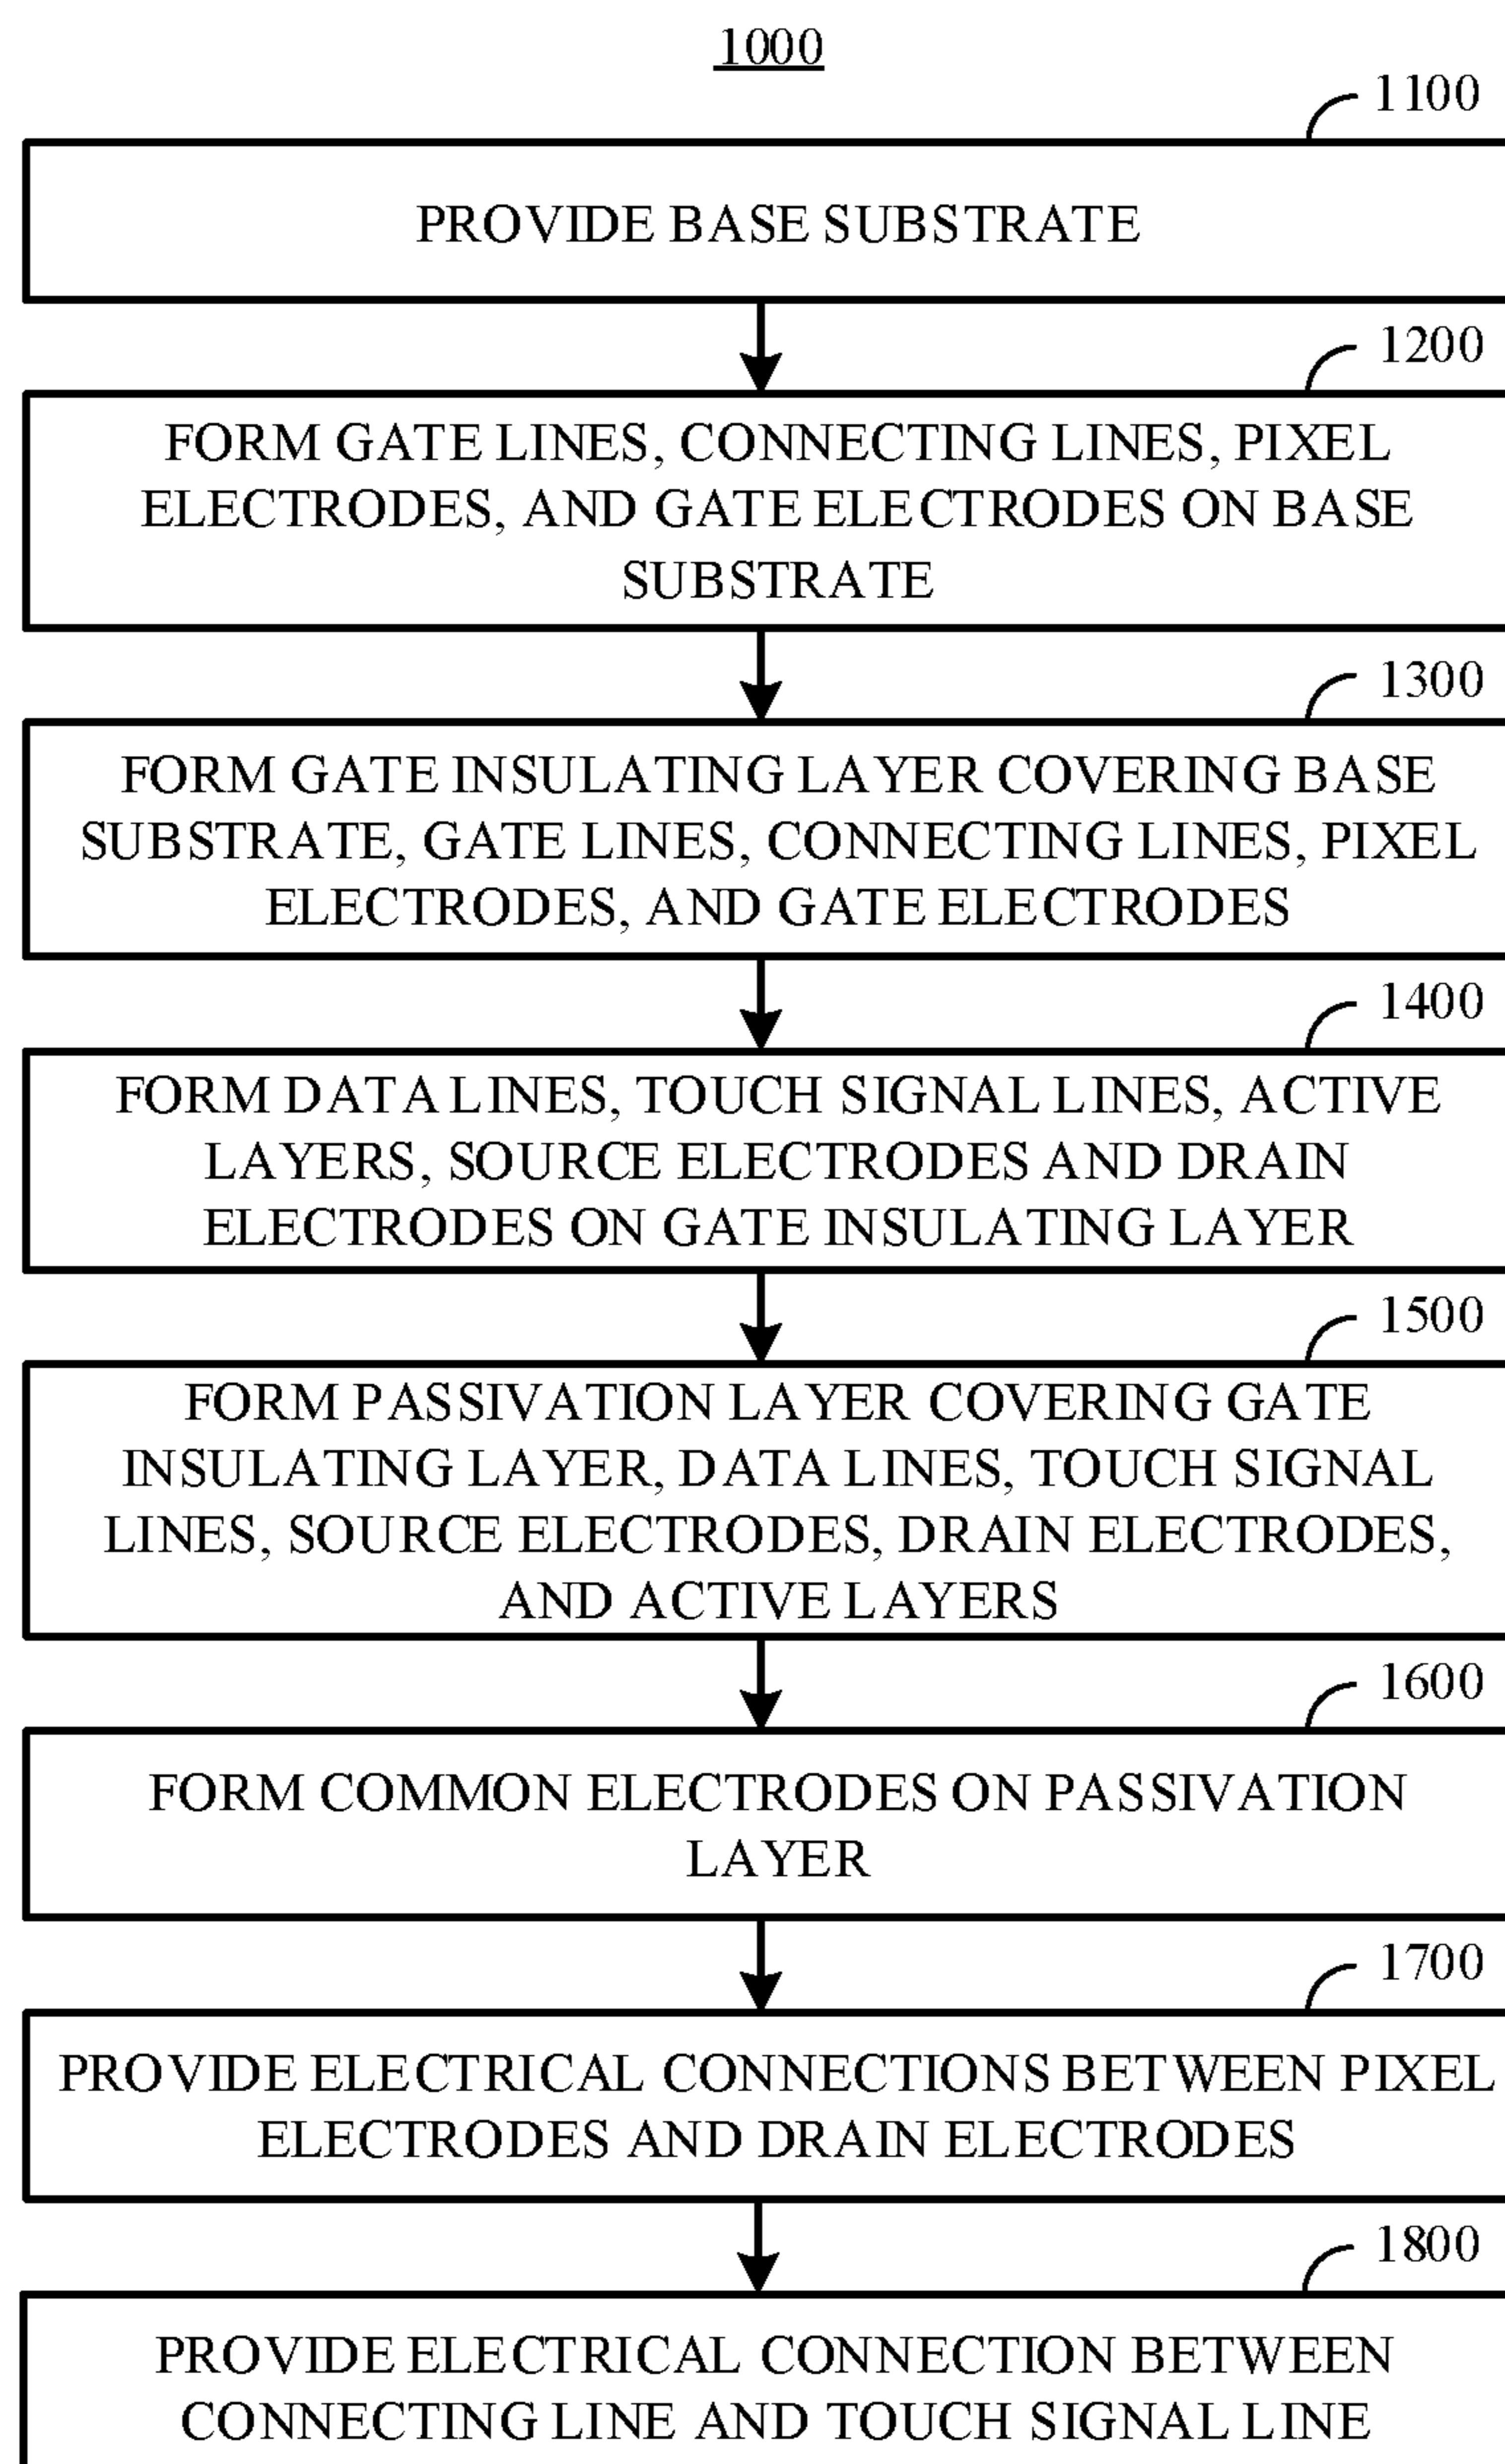 1000
1100
PROVIDE BASE SUBSTRATE
1200
FORM GATE LINES, CONNECTING LINES, PIXEL
ELECTRODES, AND GATE ELECTRODES ON BASE
SUBSTRATE
1300
FORM GATE INSULATING LAYER COVERING BASE
SUBSTRATE, GATE LINES, CONNECTING LINES, PIXEL
ELECTRODES, AND GATE ELECTRODES
1400
FORM DATA LINES, TOUCH SIGNAL LINES, ACTIVE
LAYERS, SOURCE ELECTRODES AND DRAIN
ELECTRODES ON GATE INSULATING LAYER
1500
FORM PASSIVATION LAYER COVERING GATE
INSULATING LAYER, DATA LINES, TOUCH SIGNAL
LINES, SOURCE ELECTRODES, DRAIN ELECTRODES,
AND ACTIVE LAYERS
1600
FORM COMMON ELECTRODES ON PASSIVATION
LAYER
1700
PROVIDE ELECTRICAL CONNECTIONS BETWEEN PIXEL
ELECTRODES AND DRAIN ELECTRODES
1800
PROVIDE ELECTRICAL CONNECTION BETWEEN
CONNECTING LINE AND TOUCH SIGNAL LINE